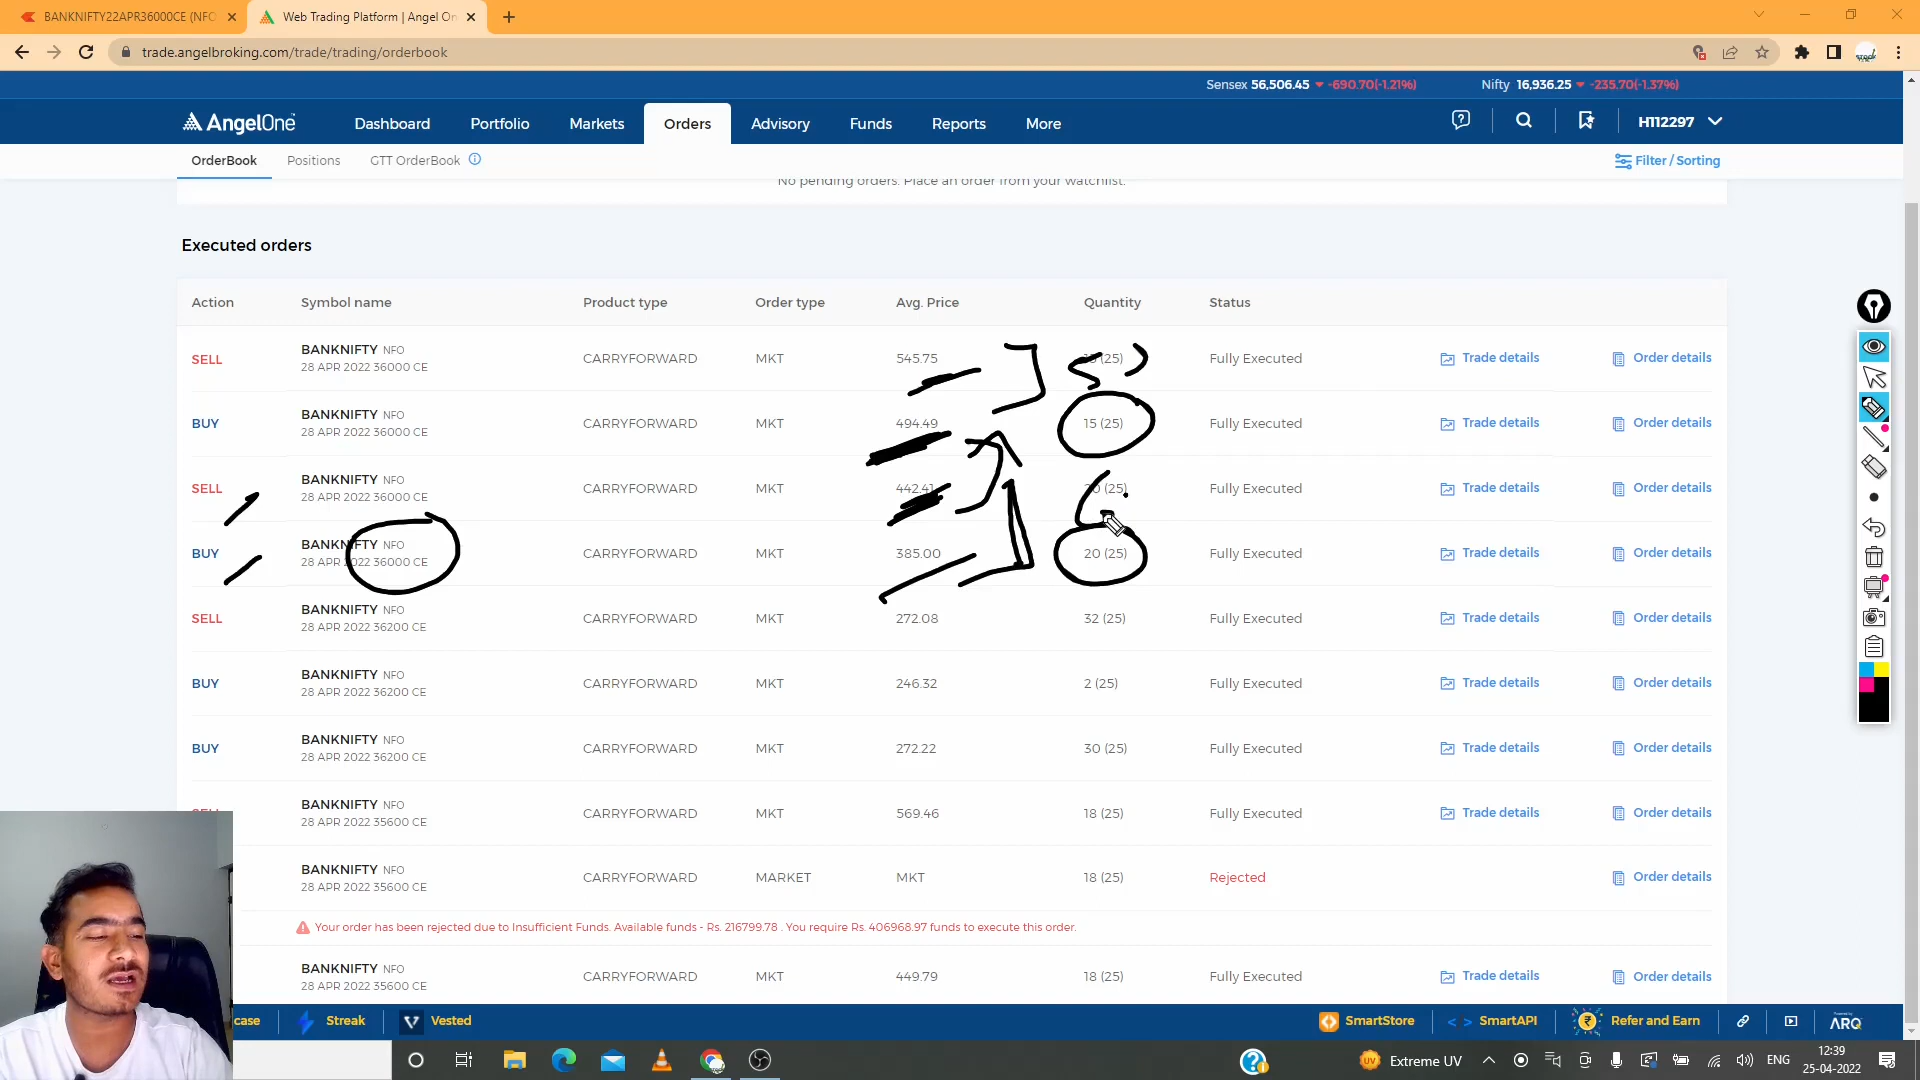 BANKNIFTY22APR36000CE (NFO
Web Trading Platform | Angel On
trade.angelbroking.com/trade/trading/orderbook
Sensex 56,506.45 -690.70(-1.21%) Nifty 16,936.25 -235.70(-1.37%)
AngelOne Dashboard Portfolio Markets Orders Advisory Funds Reports More H112297
OrderBook Positions GTT OrderBook Filter / Sorting
No pending orders. Place an order from your watchlist.
Executed orders
Action Symbol name Product type Order type Avg. Price Quantity Status
SELL BANKNIFTY NFO CARRYFORWARD MKT 545.75 (25) Fully Executed Trade details Order details
28 APR 2022 36000 CE
BUY BANKNIFTY NFO CARRYFORWARD MKT 494.49 15 (25) Fully Executed Trade details Order details
28 APR 2022 36000 CE
SELL BANKNIFTY NFO CARRYFORWARD MKT 442.41 20 (25) Fully Executed Trade details Order details
28 APR 2022 36000 CE
BUY BANKNIFTY NFO CARRYFORWARD MKT 385.00 20 (25) Fully Executed Trade details Order details
28 APR 2022 36000 CE
SELL BANKNIFTY NFO CARRYFORWARD MKT 272.08 32 (25) Fully Executed Trade details Order details
28 APR 2022 36200 CE
BUY BANKNIFTY NFO CARRYFORWARD MKT 246.32 2 (25) Fully Executed Trade details Order details
28 APR 2022 36200 CE
BUY BANKNIFTY NFO CARRYFORWARD MKT 272.22 30 (25) Fully Executed Trade details Order details
28 APR 2022 36200 CE
BANKNIFTY NFO CARRYFORWARD MKT 569.46 18 (25) Fully Executed Trade details Order details
28 APR 2022 35600 CE
BANKNIFTY NFO CARRYFORWARD MARKET MKT 18 (25) Rejected Order details
28 APR 2022 35600 CE
Your order has been rejected due to Insufficient Funds. Available funds - Rs. 216799.78 . You require Rs. 406968.97 funds to execute this order.
BANKNIFTY NFO CARRYFORWARD MKT 449.79 18 (25) Fully Executed Trade details Order details
28 APR 2022 35600 CE
case Streak Vested SmartStore SmartAPI Refer and Earn ARQ
Extreme UV ENG 12:39
25-04-2022